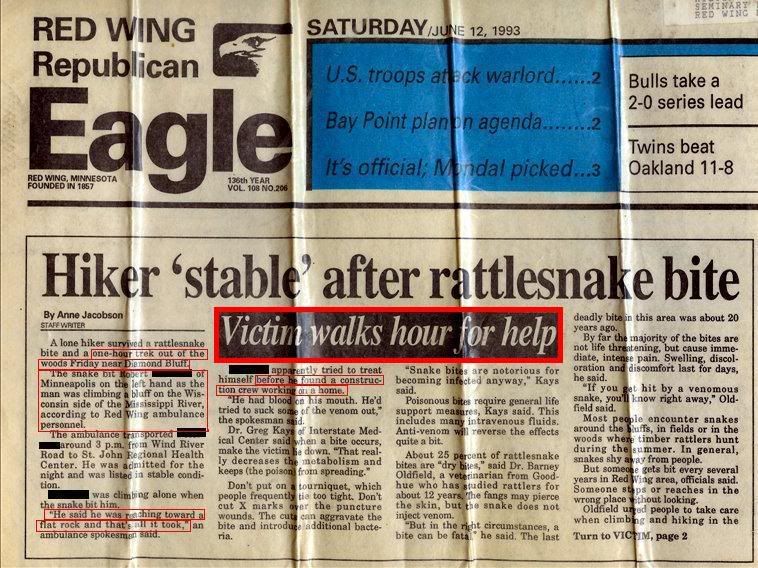 SEMINARY
RED WING
RED WING
Republican
Eagle
RED WING, MINNESOTA
FOUNDED IN 1857
136th YEAR
VOL. 108 NO.206
SATURDAY/JUNE 12, 1993
U.S. troops attack warlord......2
Bay Point plan on agenda........2
It's official; Mondal picked...3
Bulls take a
2-0 series lead
Twins beat
Oakland 11-8
Hiker 'stable' after rattlesnake bite
By Anne Jacobson
STAFF WRITER
A lone hiker survived a rattlesnake
bite and a one-hour trek out of the
woods Friday near Diamond Bluff.
The snake bit Robert of
Minneapolis on the left hand as the
man was climbing a bluff on the Wis-
consin side of the Mississippi River,
according to Red Wing ambulance
personnel.
The ambulance transported
around 3 p.m. from Wind River
Road to St. John Regional Health
Center. He was admitted for the
night and was listed in stable condi-
tion.
was climbing alone when
the snake bit him.
"He said he was reaching toward a
flat rock and that's all it took," an
ambulance spokesman said.
Victim walks hour for help
apparently tried to treat
himself before he found a construc-
tion crew working on a home.
"He had blood on his mouth. He'd
tried to suck some of the venom out,"
the spokesman said.
Dr. Greg Kays of Interstate Med-
ical Center said when a bite occurs,
make the victim lie down. "That real-
ly decreases the metabolism and
keeps (the poison from spreading."
Don't put on a tourniquet, which
people frequently tie too tight. Don't
cut X marks over the puncture
wounds. The cuts can aggravate the
bite and introduce additional bacte-
ria.
"Snake bites are notorious for
becoming infected anyway," Kays
said.
Poisonous bites require general life
support measures, Kays said. This
includes many intravenous fluids.
Anti-venom will reverse the effects
quite a bit.
About 25 percent of rattlesnake
bites are "dry bites," said Dr. Barney
Oldfield, a veterinarian from Good-
hue who has studied rattlers for
about 12 years. The fangs may pierce
the skin, but the snake does not
inject venom.
"But in the right circumstances, a
bite can be fatal," he said. The last
deadly bite in this area was about 20
years ago.
By far the majority of the bites are
not life threatening, but cause imme-
diate, intense pain. Swelling, discol-
oration and discomfort last for days,
he said.
"If you get hit by a venomous
snake, you'll know right away," Old-
field said.
Most people encounter snakes
around the bluffs, in fields or in the
woods where timber rattlers hunt
during the summer. In general,
snakes shy away from people.
But someone gets bit every several
years in Red Wing area, officials said.
Someone steps or reaches in the
wrong place without looking.
Oldfield urged people to take care
when climbing and hiking in the
Turn to VICTIM, page 2